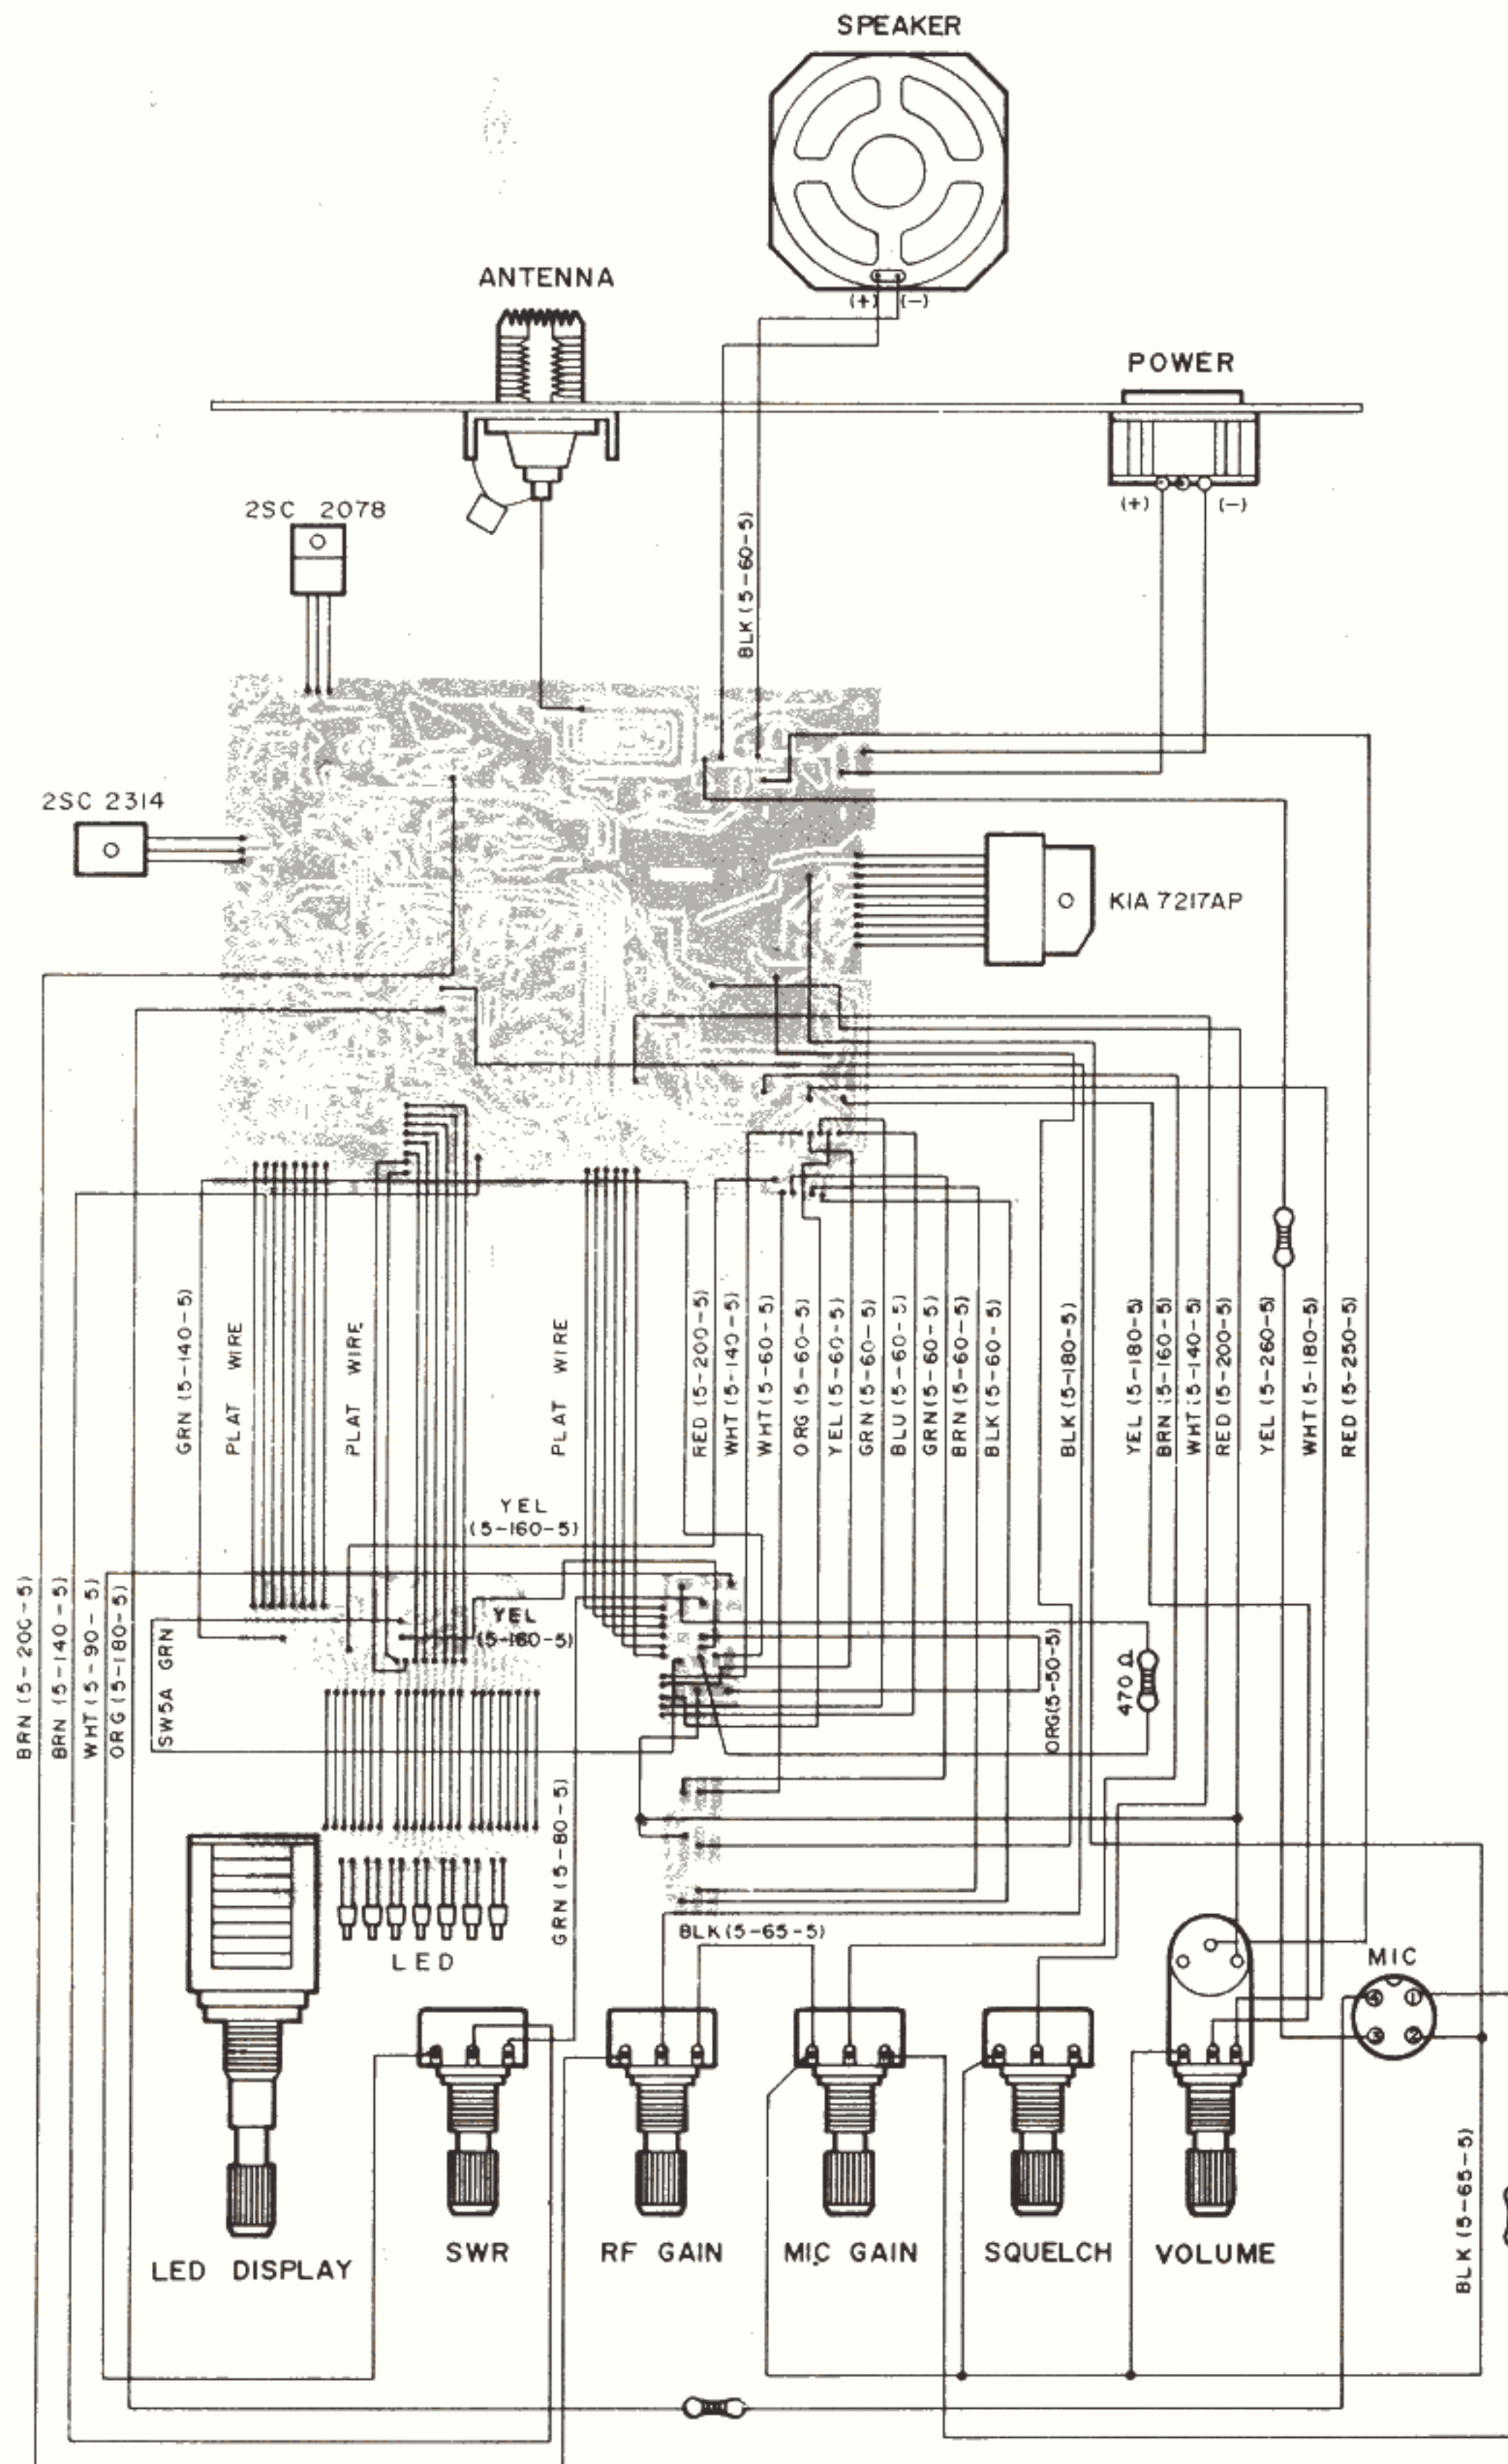 SPEAKER
(+) (-)
ANTENNA
POWER
(+) (-)
2SC 2078
BLK (5-60-5)
2SC 2314
KIA 7217AP
GRN (5-140-5)
PLAT WIRE
PLAT WIRE
PLAT WIRE
RED (5-200-5)
WHT (5-140-5)
WHT (5-60-5)
ORG (5-60-5)
YEL (5-60-5)
GRN (5-60-5)
BLU (5-60-5)
GRN (5-60-5)
BRN (5-60-5)
BLK (5-60-5)
BLK (5-180-5)
YEL (5-180-5)
BRN (5-160-5)
WHT (5-140-5)
RED (5-200-5)
YEL (5-260-5)
WHT (5-180-5)
RED (5-250-5)
YEL
(5-160-5)
BRN (5-200-5)
BRN (5-140-5)
WHT (5-90-5)
ORG (5-180-5)
SW5A GRN
YEL
(5-160-5)
ORG (5-50-5)
470 Ω
GRN (5-80-5)
BLK (5-65-5)
LED
MIC
4 1
3 2
BLK (5-65-5)
LED DISPLAY
SWR
RF GAIN
MIC GAIN
SQUELCH
VOLUME